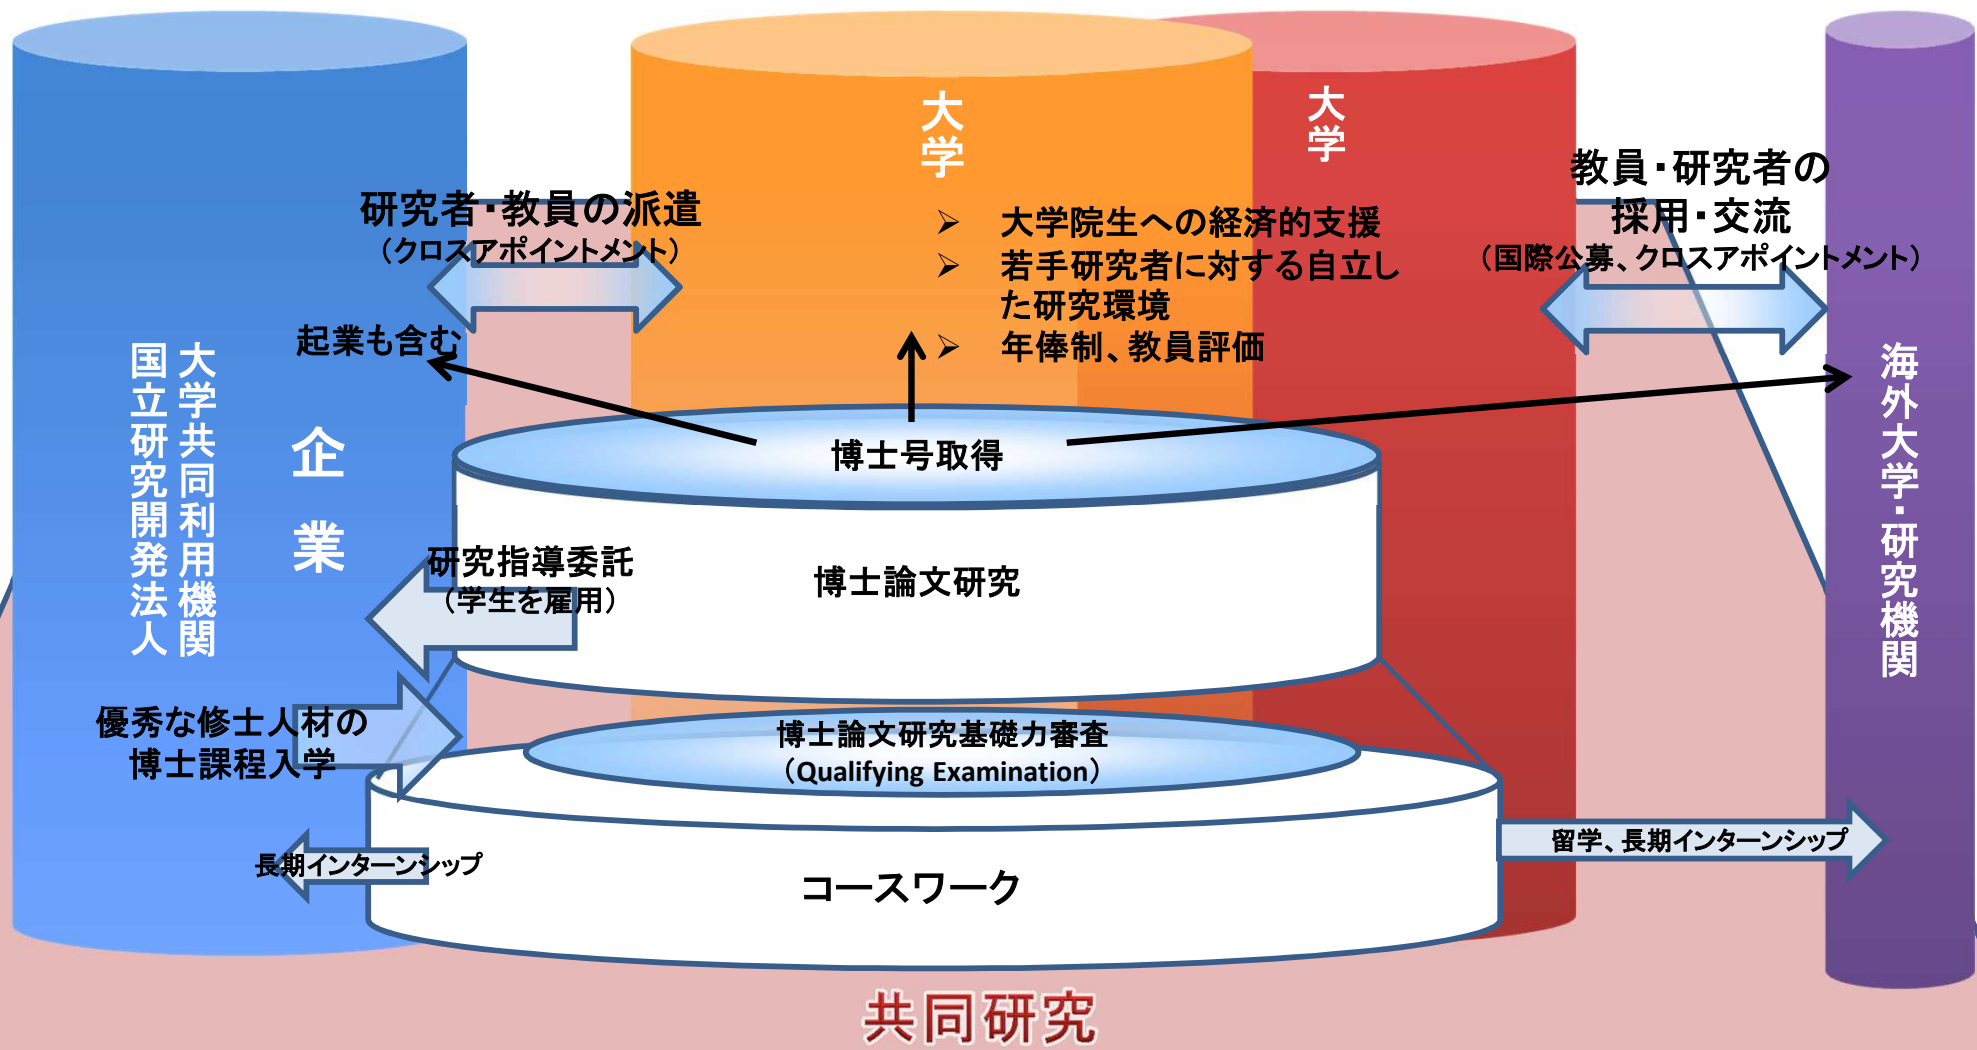 大学
大学
教員・研究者の
採用・交流
（国際公募、クロスアポイントメント）
研究者・教員の派遣
（クロスアポイントメント）
➢ 大学院生への経済的支援
➢ 若手研究者に対する自立し
た研究環境
➢ 年俸制、教員評価
起業も含む
大学共同利用機関
国立研究開発法人
企業
海外大学・研究機関
博士号取得
研究指導委託
（学生を雇用）
博士論文研究
優秀な修士人材の
博士課程入学
博士論文研究基礎力審査
（Qualifying Examination）
長期インターンシップ
コースワーク
留学、長期インターンシップ
共同研究